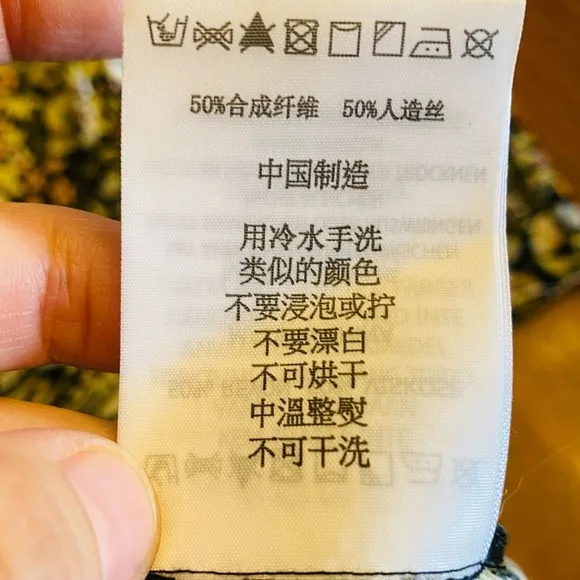 50%合成纤维 50%人造丝
中国制造
用冷水手洗
类似的颜色
不要浸泡或拧
不要漂白
不可烘干
中溫整熨
不可干洗